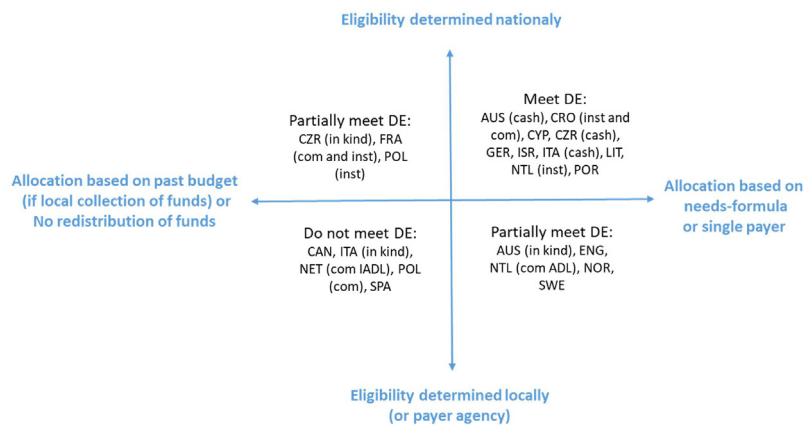 Eligibility determined nationaly
Partially meet DE:
CZR (in kind), FRA
(com and inst), POL
(inst)
Meet DE:
AUS (cash), CRO (inst and
com), CYP, CZR (cash),
GER, ISR, ITA (cash), LIT,
NTL (inst), POR
Allocation based on past budget
(if local collection of funds) or
No redistribution of funds
Allocation based on
needs-formula
or single payer
Do not meet DE:
CAN, ITA (in kind),
NET (com IADL), POL
(com), SPA
Partially meet DE:
AUS (in kind), ENG,
NTL (com ADL), NOR,
SWE
Eligibility determined locally
(or payer agency)